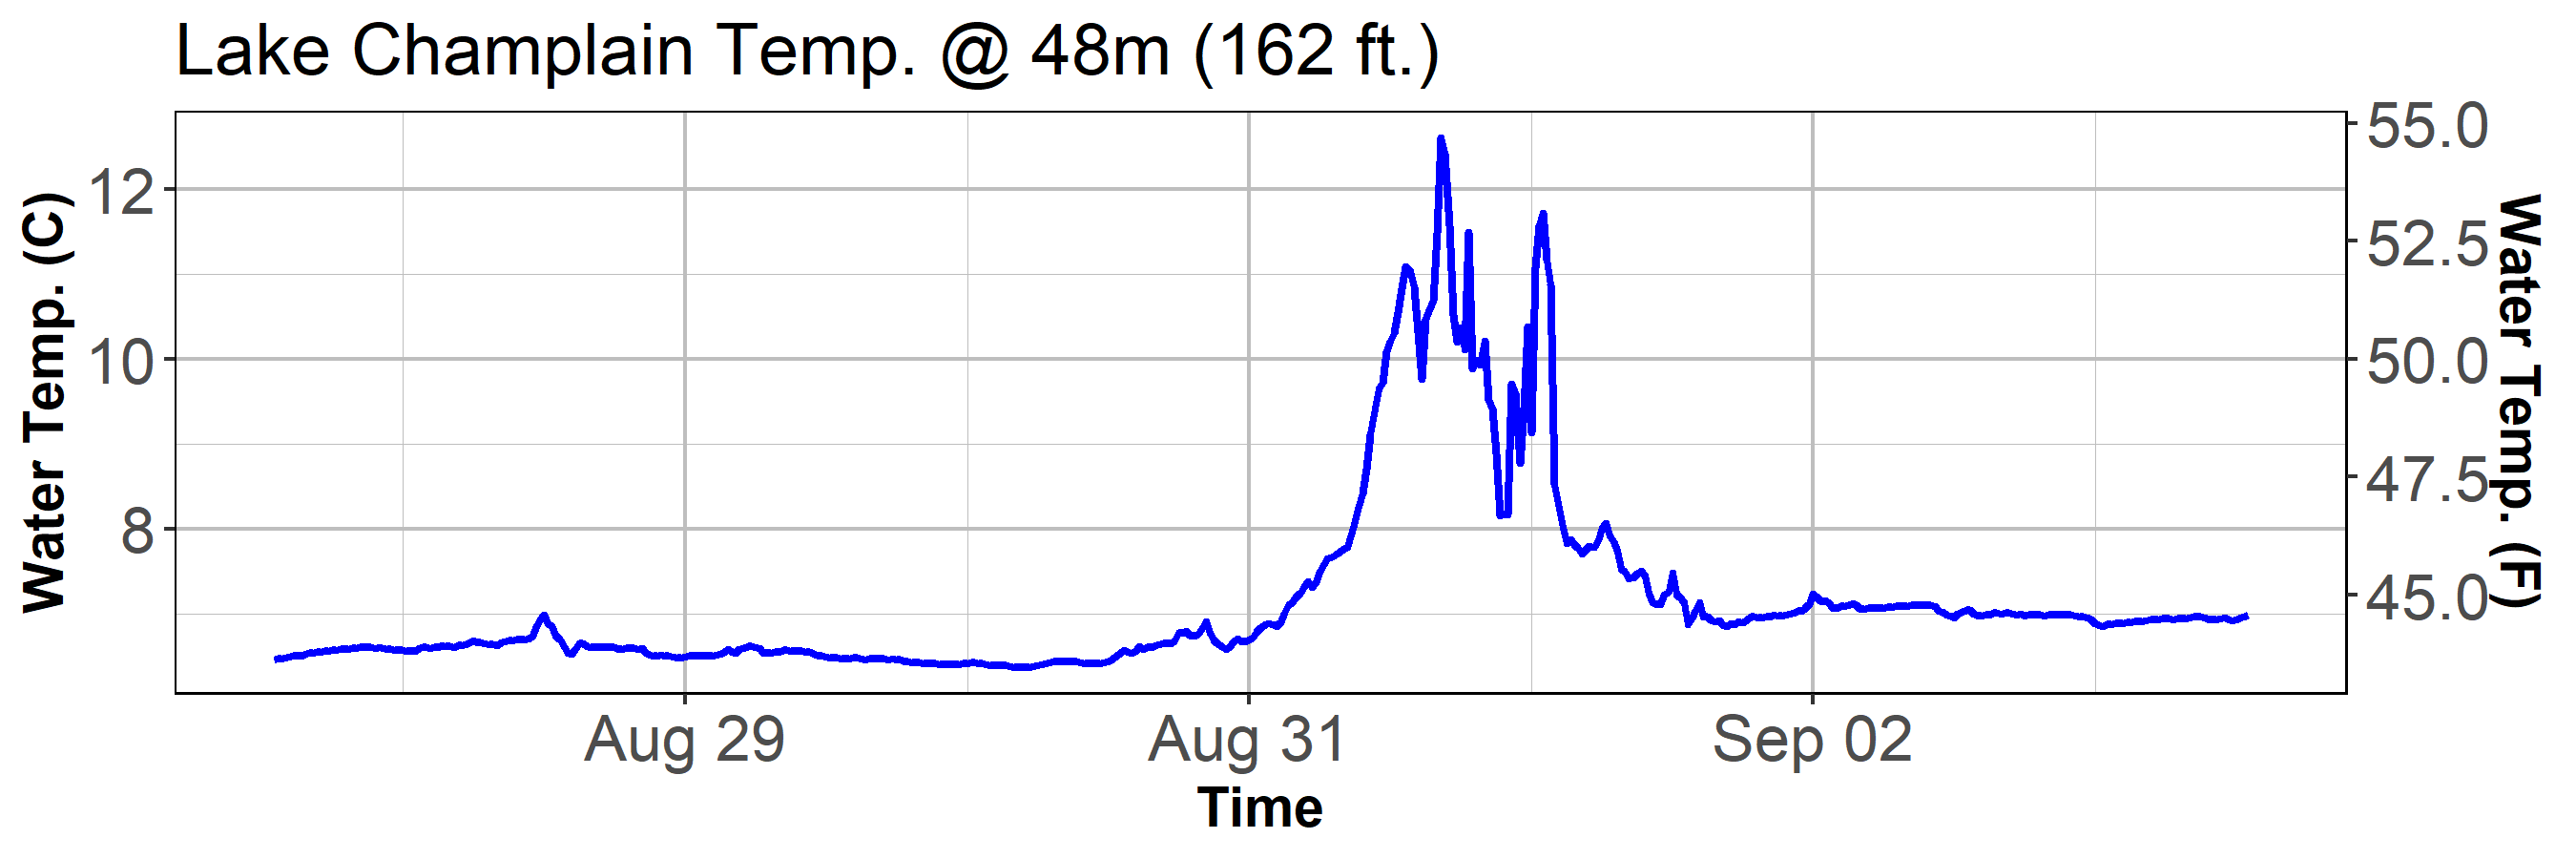 Lake Champlain Temp. @ 48m (162 ft.)
Water Temp. (C)
12
10
8
55.0
52.5
50.0
47.5
45.0
Water Temp. (F)
Aug 29
Aug 31
Sep 02
Time